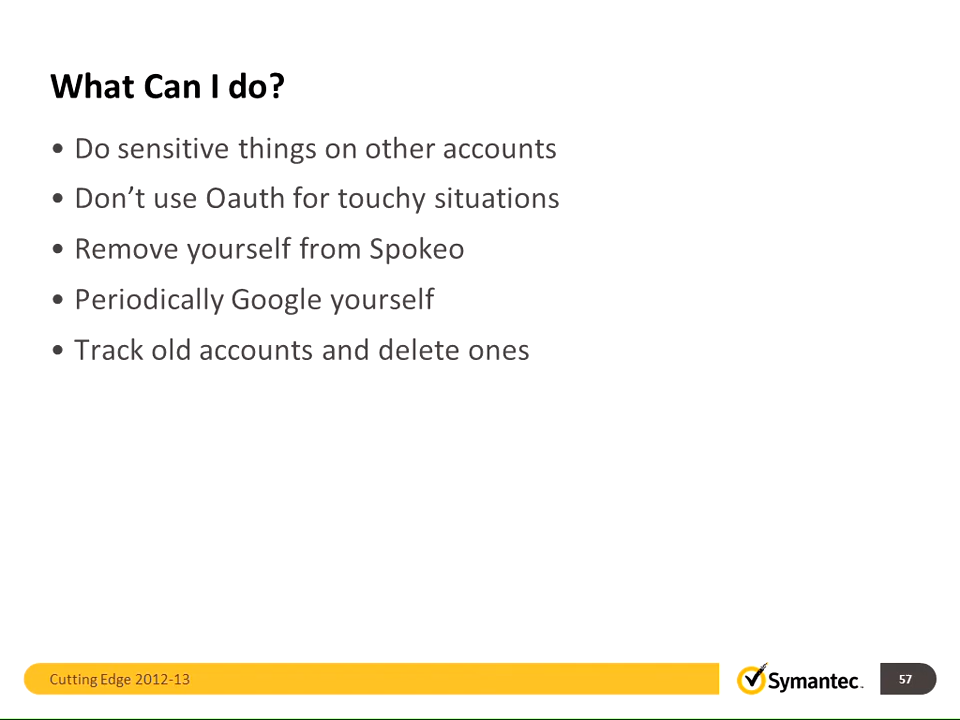 What Can I do?
• Do sensitive things on other accounts
• Don’t use Oauth for touchy situations
• Remove yourself from Spokeo
• Periodically Google yourself
• Track old accounts and delete ones
Cutting Edge 2012-13
Symantec.
57